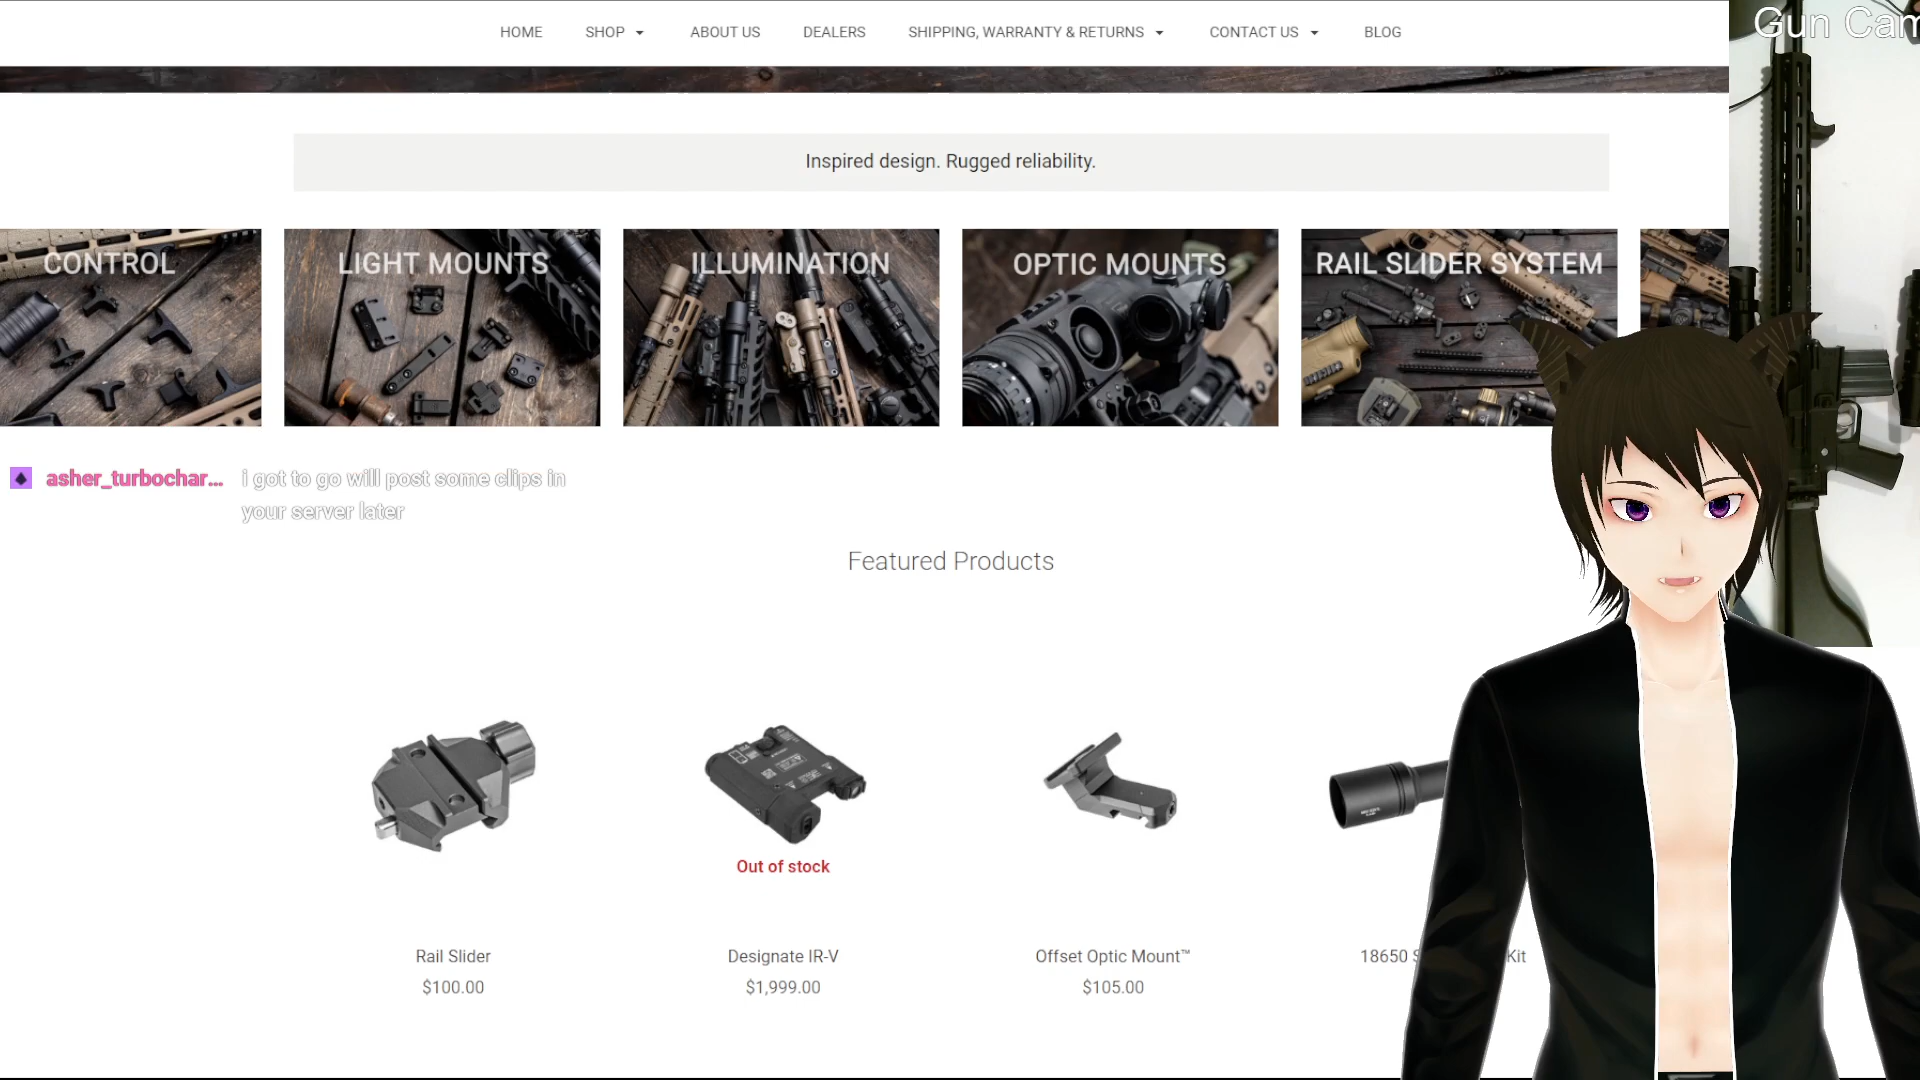 HOME SHOP ABOUT US DEALERS SHIPPING, WARRANTY & RETURNS CONTACT US BLOG
Gun Cam
Inspired design. Rugged reliability.
CONTROL LIGHT MOUNTS ILLUMINATION OPTIC MOUNTS RAIL SLIDER SYSTEM
asher_turbochar... i got to go will post some clips in
your server later
Featured Products
Out of stock
Rail Slider Designate IR-V Offset Optic Mount™ 18650 Kit
$100.00 $1,999.00 $105.00